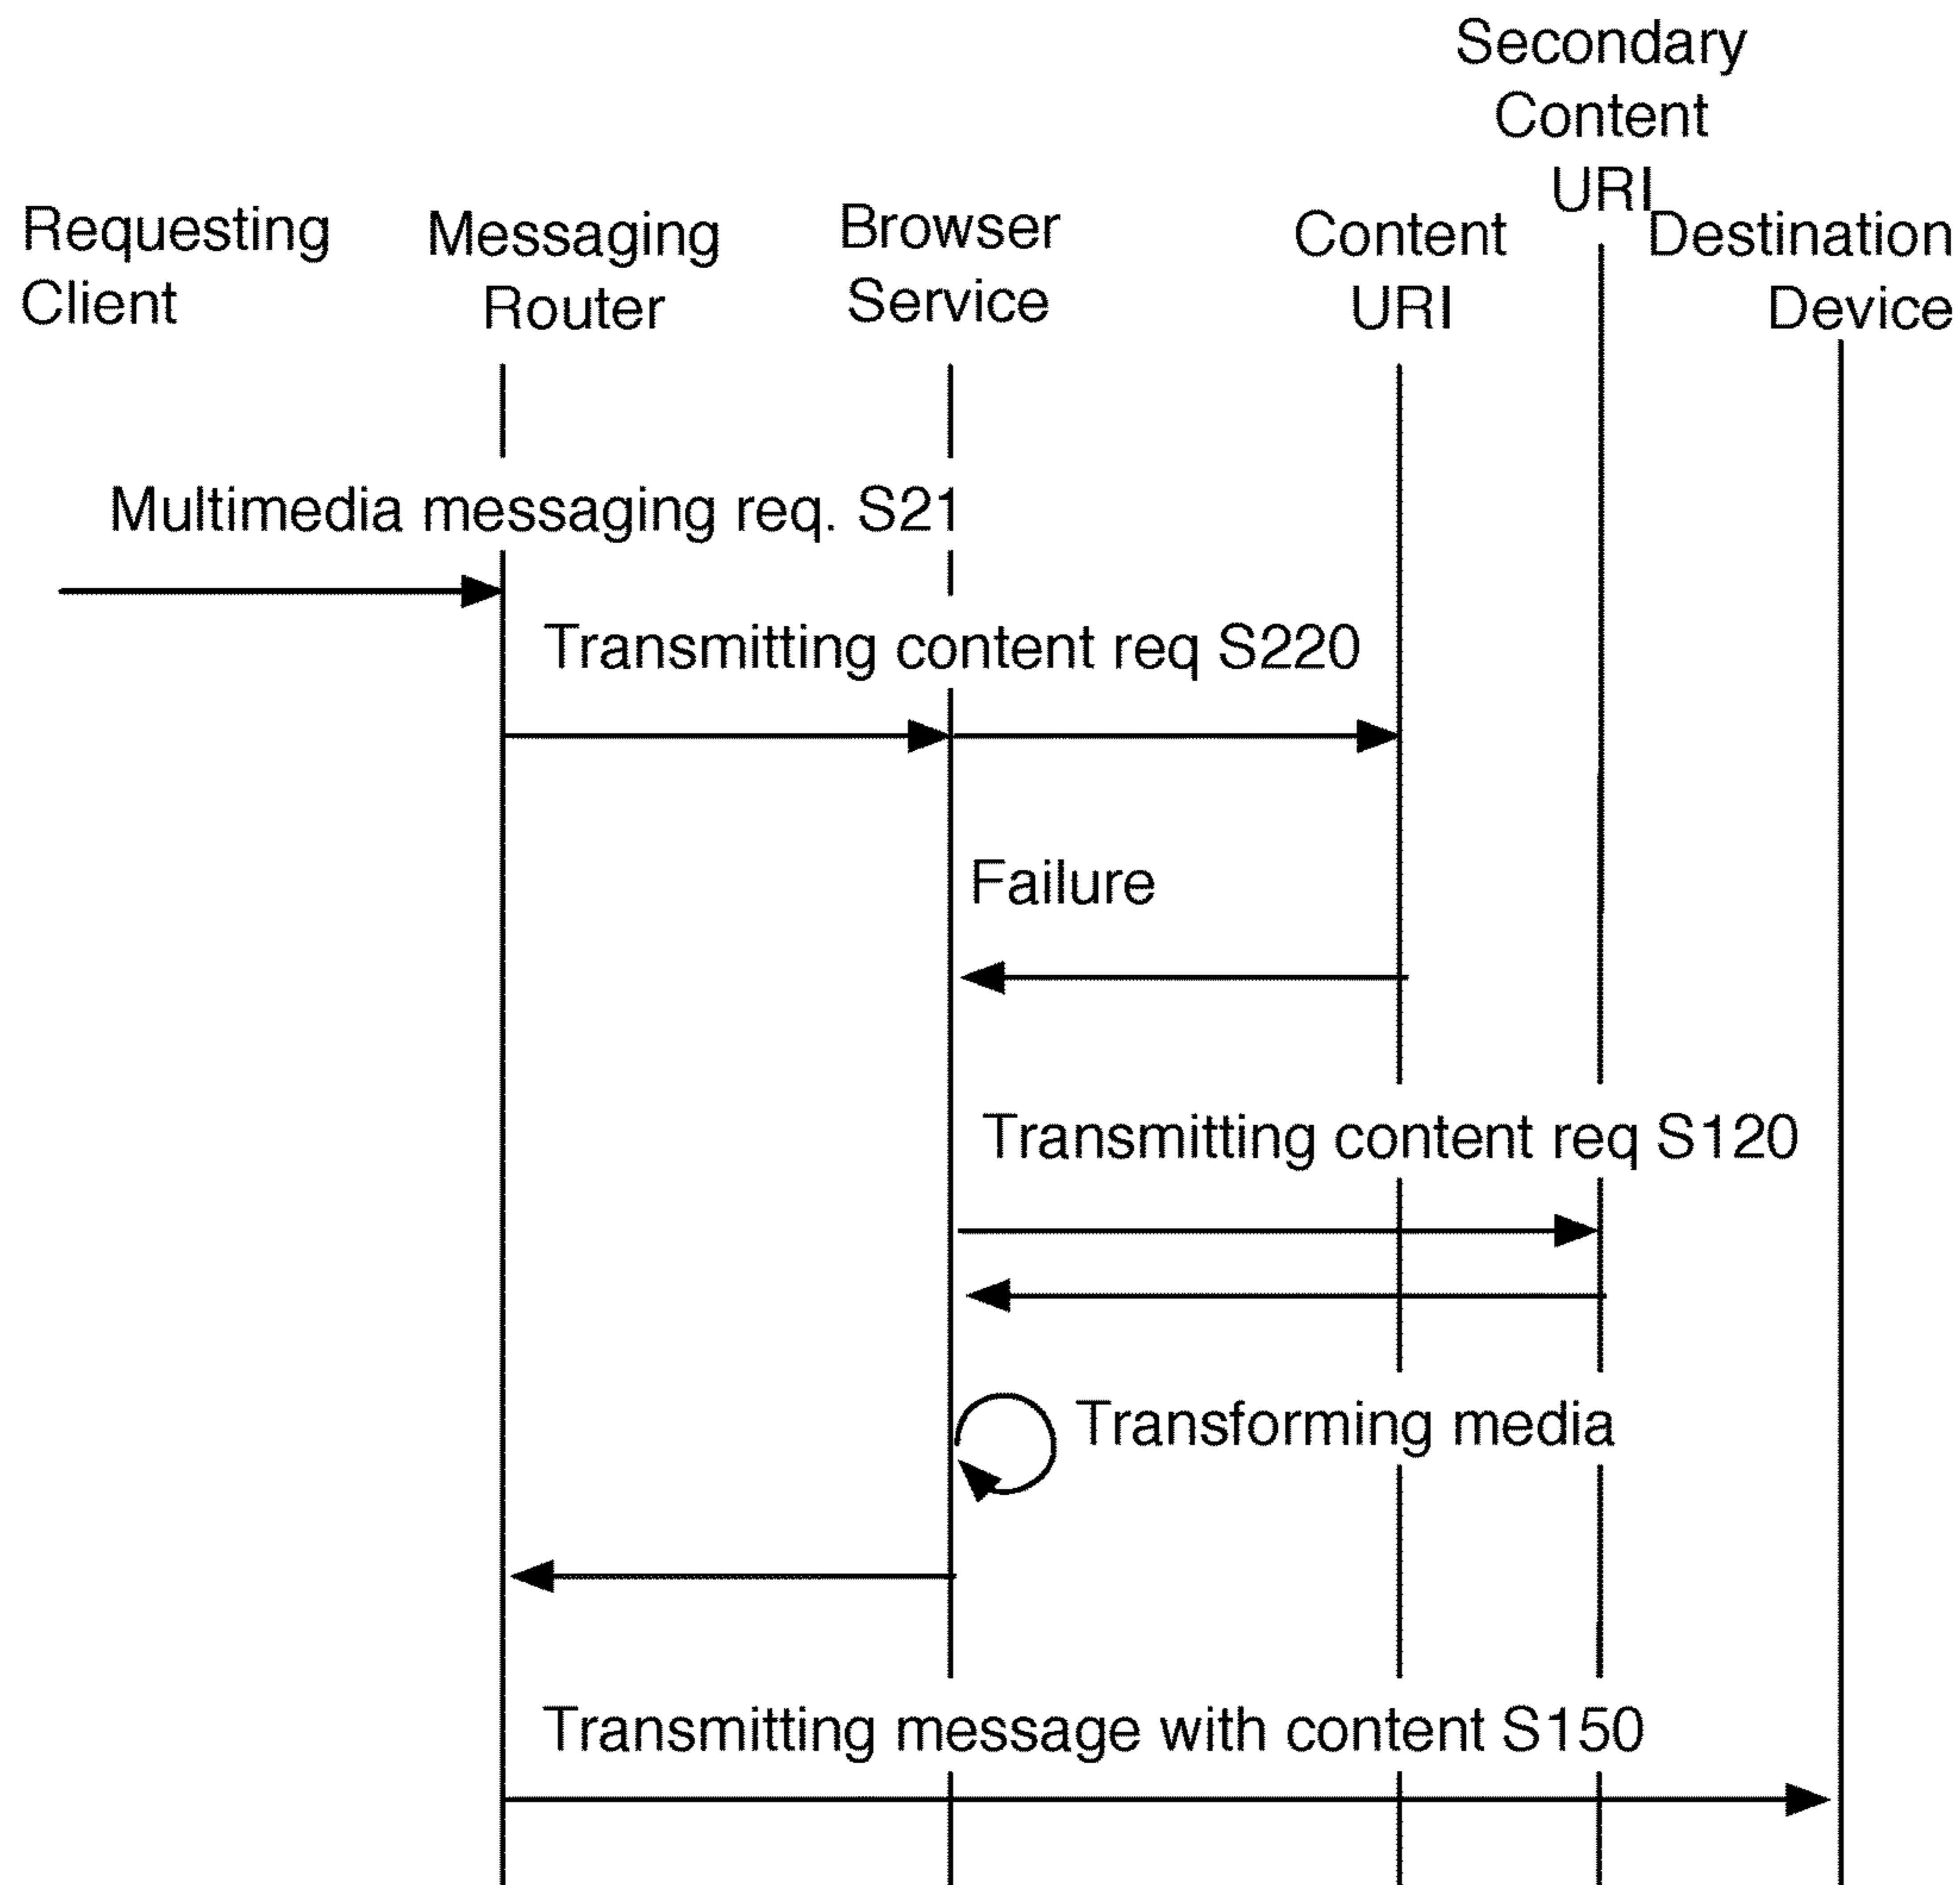 Secondary
Content
URI
Requesting
Client
Messaging
Router
Browser
Service
Content
URI
Destination
Device
Multimedia messaging req. S21
Transmitting content req S220
Failure
Transmitting content req S120
Transforming media
Transmitting message with content S150